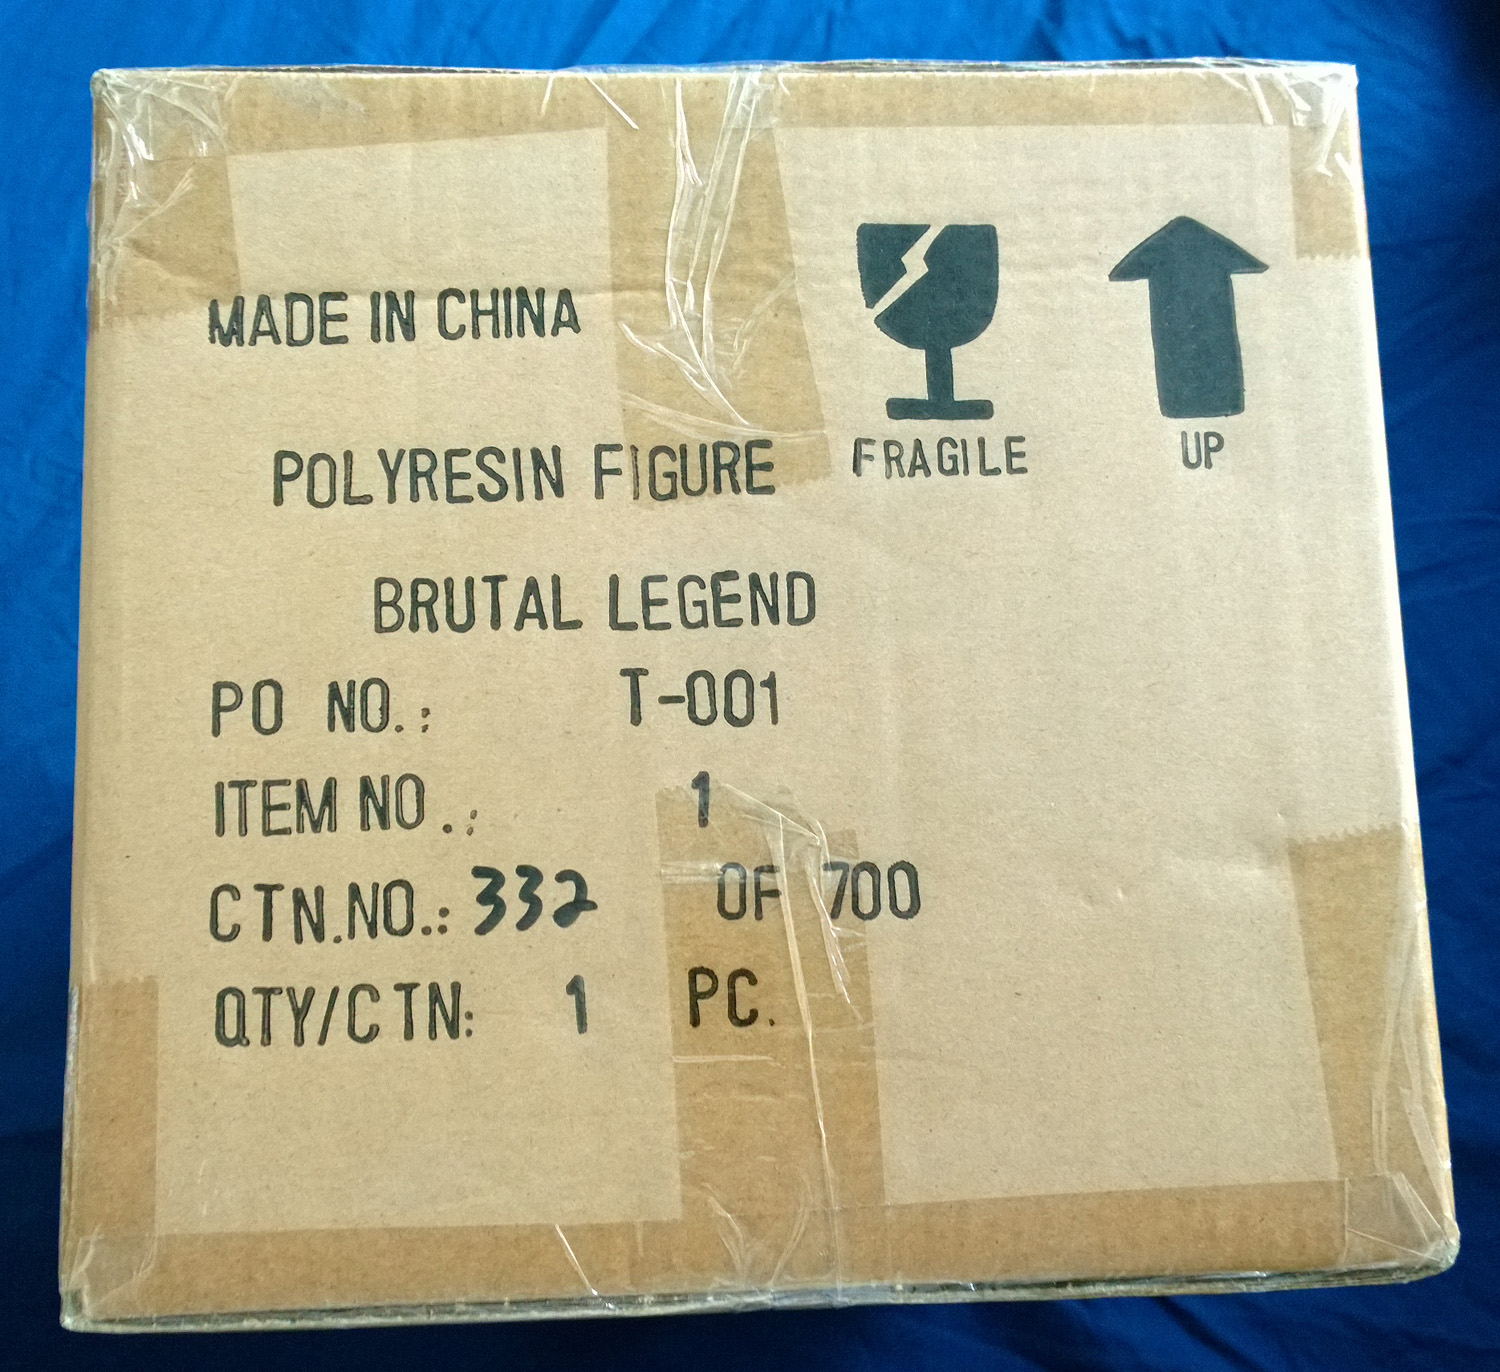 MADE IN CHINA
FRAGILE
UP
POLYRESIN FIGURE
BRUTAL LEGEND
PO NO.: T-001
ITEM NO.: 1
CTN.NO.: 332 OF 700
QTY/CTN: 1 PC.